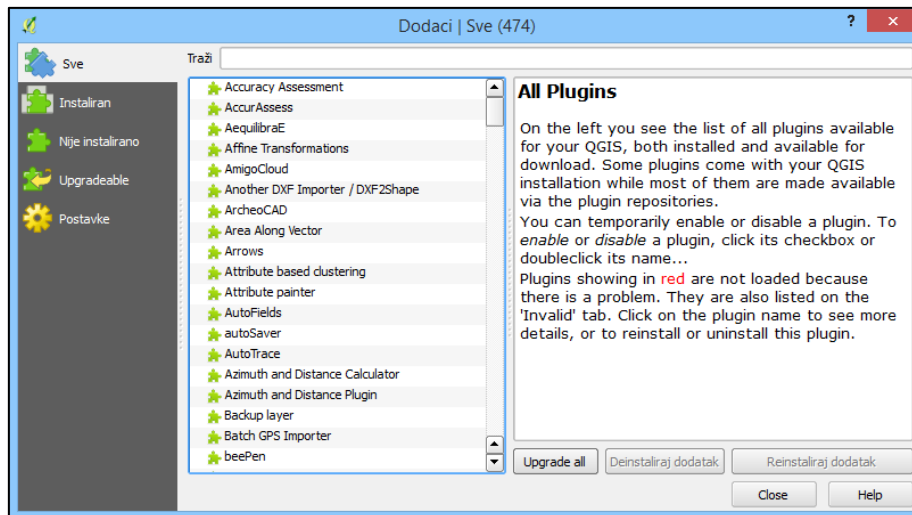 Dodaci | Sve (474)
?
Sve
Instaliran
Nije instalirano
Upgradeable
Postavke
Traži
Accuracy Assessment
AccurAssess
AequilibraE
Affine Transformations
AmigoCloud
Another DXF Importer / DXF2Shape
ArcheoCAD
Area Along Vector
Arrows
Attribute based clustering
Attribute painter
AutoFields
autoSaver
AutoTrace
Azimuth and Distance Calculator
Azimuth and Distance Plugin
Backup layer
Batch GPS Importer
beePen
All Plugins
On the left you see the list of all plugins available
for your QGIS, both installed and available for
download. Some plugins come with your QGIS
installation while most of them are made available
via the plugin repositories.
You can temporarily enable or disable a plugin. To
enable or disable a plugin, click its checkbox or
doubleclick its name...
Plugins showing in red are not loaded because
there is a problem. They are also listed on the
'Invalid' tab. Click on the plugin name to see more
details, or to reinstall or uninstall this plugin.
Upgrade all
Deinstaliraj dodatak
Reinstaliraj dodatak
Close
Help